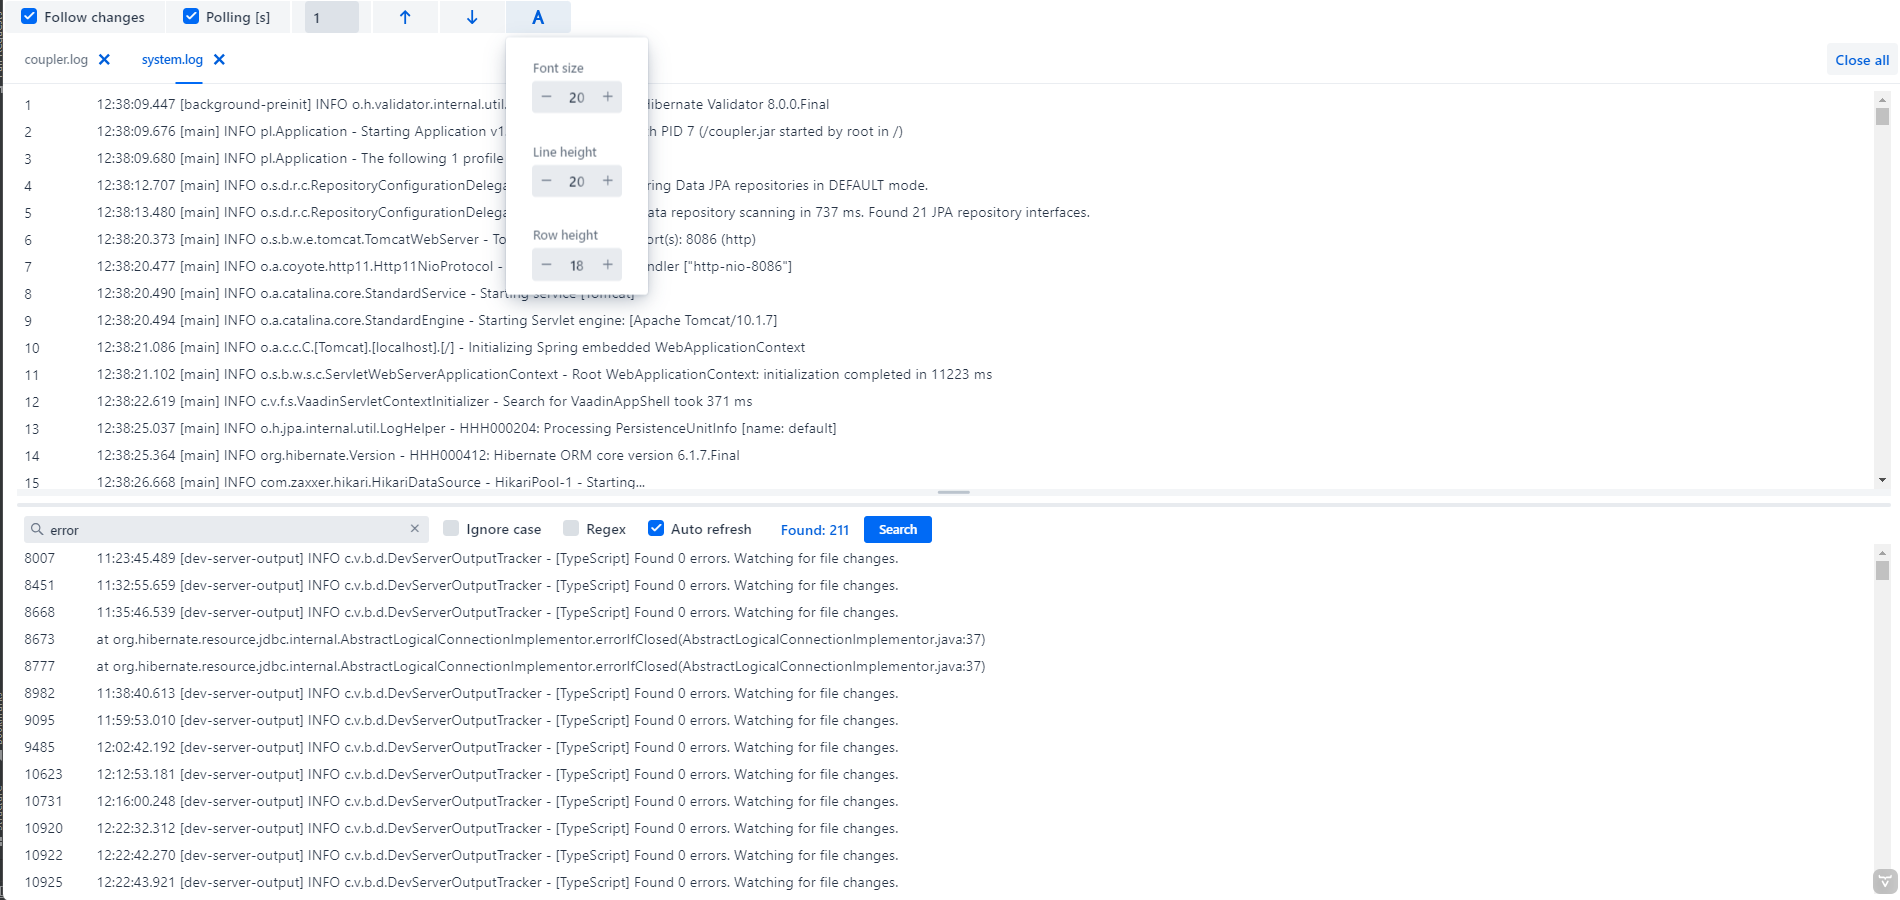 Follow changes Polling [s] 1 A
coupler.log system.log Close all
Font size
20
Line height
20
Row height
18
1 12:38:09.447 [background-preinit] INFO o.h.validator.internal.util. Hibernate Validator 8.0.0.Final
2 12:38:09.676 [main] INFO pl.Application - Starting Application v1 PID 7 (/coupler.jar started by root in /)
3 12:38:09.680 [main] INFO pl.Application - The following 1 profile
4 12:38:12.707 [main] INFO o.s.d.r.c.RepositoryConfigurationDelega ring Data JPA repositories in DEFAULT mode.
5 12:38:13.480 [main] INFO o.s.d.r.c.RepositoryConfigurationDelega ata repository scanning in 737 ms. Found 21 JPA repository interfaces.
6 12:38:20.373 [main] INFO o.s.b.w.e.tomcat.TomcatWebServer - To ort(s): 8086 (http)
7 12:38:20.477 [main] INFO o.a.coyote.http11.Http11NioProtocol - ndler ["http-nio-8086"]
8 12:38:20.490 [main] INFO o.a.catalina.core.StandardService - Starting service [Tomcat]
9 12:38:20.494 [main] INFO o.a.catalina.core.StandardEngine - Starting Servlet engine: [Apache Tomcat/10.1.7]
10 12:38:21.086 [main] INFO o.a.c.c.C.[Tomcat].[localhost].[/] - Initializing Spring embedded WebApplicationContext
11 12:38:21.102 [main] INFO o.s.b.w.s.c.ServletWebServerApplicationContext - Root WebApplicationContext: initialization completed in 11223 ms
12 12:38:22.619 [main] INFO c.v.f.s.VaadinServletContextInitializer - Search for VaadinAppShell took 371 ms
13 12:38:25.037 [main] INFO o.h.jpa.internal.util.LogHelper - HHH000204: Processing PersistenceUnitInfo [name: default]
14 12:38:25.364 [main] INFO org.hibernate.Version - HHH000412: Hibernate ORM core version 6.1.7.Final
15 12:38:26.668 [main] INFO com.zaxxer.hikari.HikariDataSource - HikariPool-1 - Starting...
error Ignore case Regex Auto refresh Found: 211 Search
8007 11:23:45.489 [dev-server-output] INFO c.v.b.d.DevServerOutputTracker - [TypeScript] Found 0 errors. Watching for file changes.
8451 11:32:55.659 [dev-server-output] INFO c.v.b.d.DevServerOutputTracker - [TypeScript] Found 0 errors. Watching for file changes.
8668 11:35:46.539 [dev-server-output] INFO c.v.b.d.DevServerOutputTracker - [TypeScript] Found 0 errors. Watching for file changes.
8673 at org.hibernate.resource.jdbc.internal.AbstractLogicalConnectionImplementor.errorIfClosed(AbstractLogicalConnectionImplementor.java:37)
8777 at org.hibernate.resource.jdbc.internal.AbstractLogicalConnectionImplementor.errorIfClosed(AbstractLogicalConnectionImplementor.java:37)
8982 11:38:40.613 [dev-server-output] INFO c.v.b.d.DevServerOutputTracker - [TypeScript] Found 0 errors. Watching for file changes.
9095 11:59:53.010 [dev-server-output] INFO c.v.b.d.DevServerOutputTracker - [TypeScript] Found 0 errors. Watching for file changes.
9485 12:02:42.192 [dev-server-output] INFO c.v.b.d.DevServerOutputTracker - [TypeScript] Found 0 errors. Watching for file changes.
10623 12:12:53.181 [dev-server-output] INFO c.v.b.d.DevServerOutputTracker - [TypeScript] Found 0 errors. Watching for file changes.
10731 12:16:00.248 [dev-server-output] INFO c.v.b.d.DevServerOutputTracker - [TypeScript] Found 0 errors. Watching for file changes.
10920 12:22:32.312 [dev-server-output] INFO c.v.b.d.DevServerOutputTracker - [TypeScript] Found 0 errors. Watching for file changes.
10922 12:22:42.270 [dev-server-output] INFO c.v.b.d.DevServerOutputTracker - [TypeScript] Found 0 errors. Watching for file changes.
10925 12:22:43.921 [dev-server-output] INFO c.v.b.d.DevServerOutputTracker - [TypeScript] Found 0 errors. Watching for file changes.